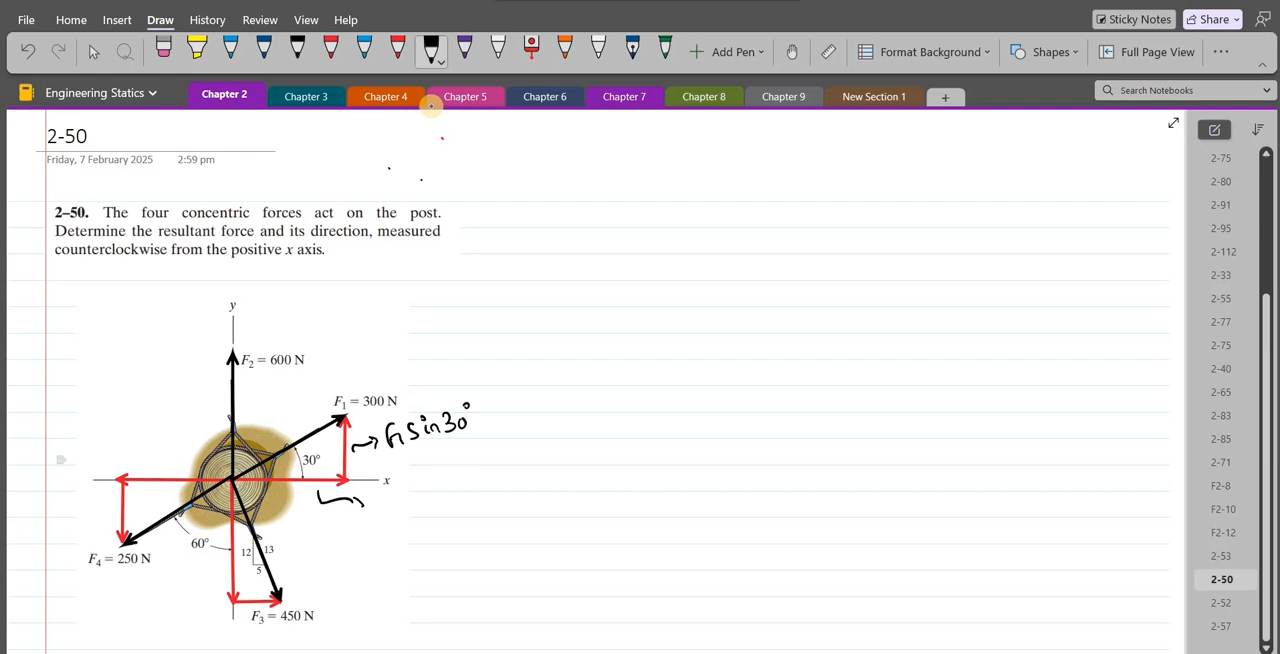 File Home Insert Draw History Review View Help
Sticky Notes Share
Add Pen Format Background Shapes Full Page View
Engineering Statics Chapter 2 Chapter 3 Chapter 4 Chapter 5 Chapter 6 Chapter 7 Chapter 8 Chapter 9 New Section 1 + Search Notebooks
2-50
Friday, 7 February 2025 2:59 pm
2–50. The four concentric forces act on the post.
Determine the resultant force and its direction, measured
counterclockwise from the positive x axis.
y
F₂ = 600 N
F₁ = 300 N
F₁ sin 30°
30°
x
60°
12
13
5
F₄ = 250 N
F₃ = 450 N
2-75
2-80
2-91
2-95
2-112
2-33
2-55
2-77
2-75
2-40
2-65
2-83
2-85
2-71
F2-8
F2-10
F2-12
2-53
2-50
2-52
2-57